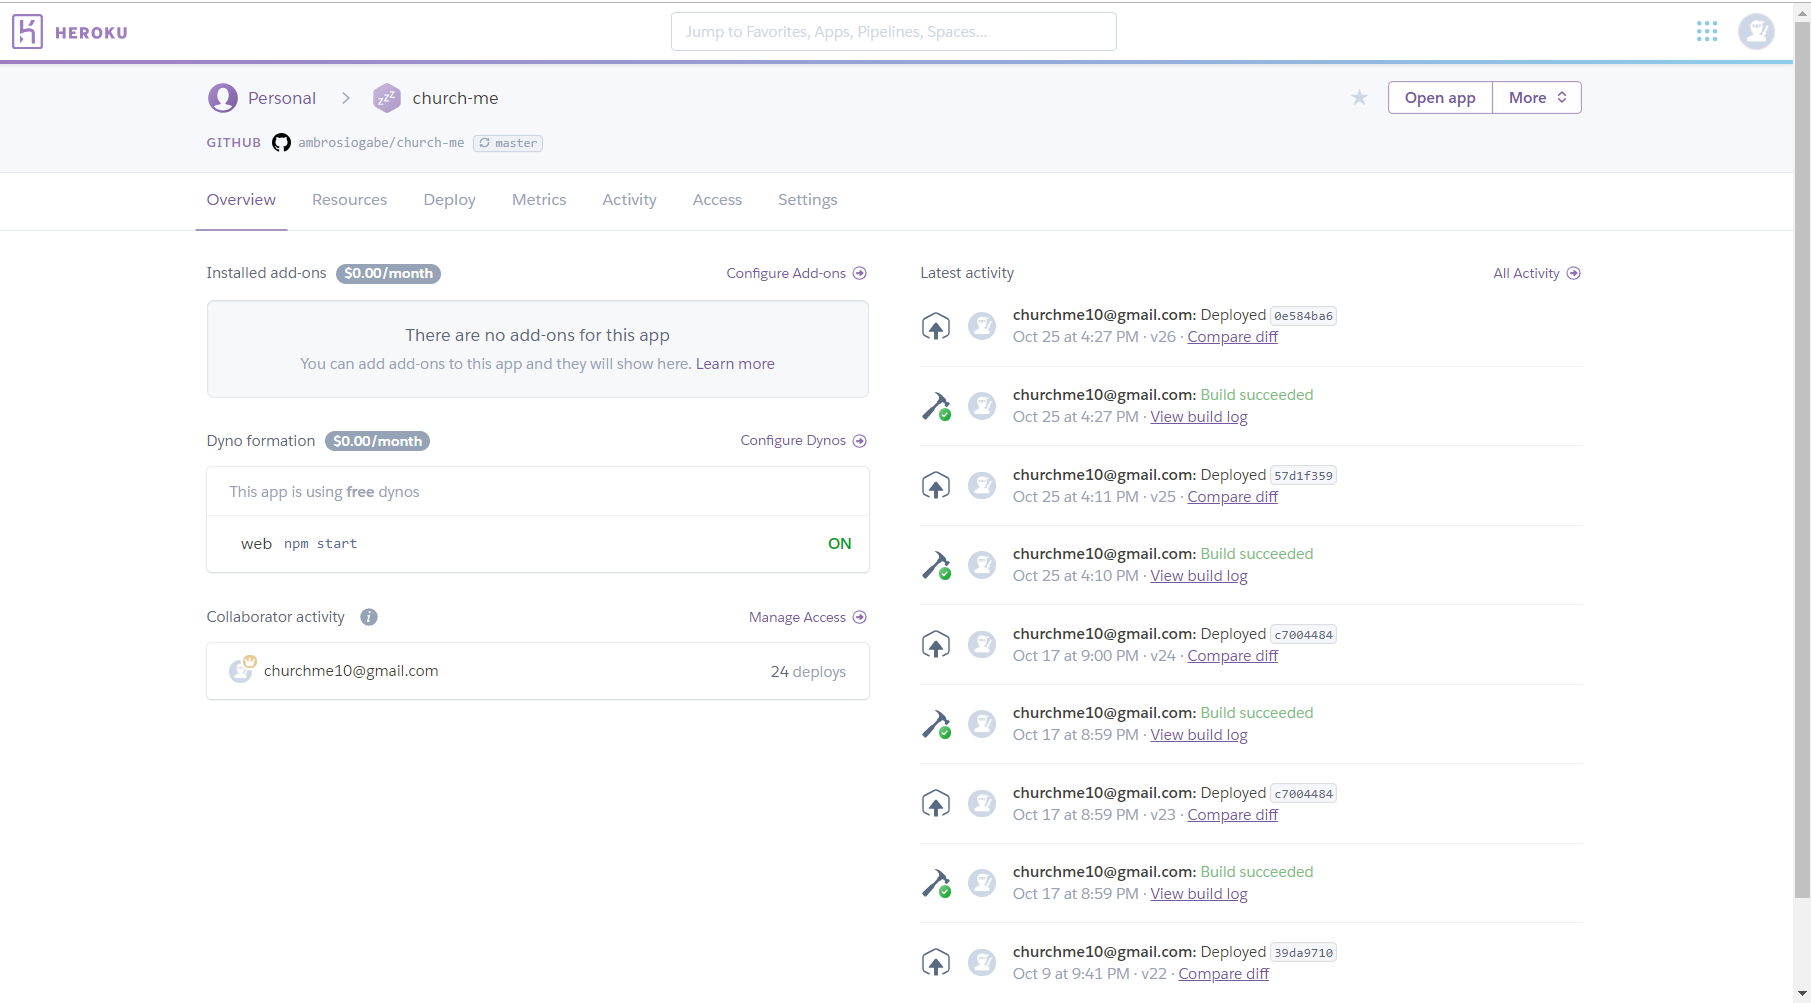 HEROKU
Jump to Favorites, Apps, Pipelines, Spaces...
Personal
zzz
church-me
Open app
More
GITHUB
ambrosiogabe/church-me
master
Overview
Resources
Deploy
Metrics
Activity
Access
Settings
Installed add-ons
$0.00/month
Configure Add-ons
There are no add-ons for this app
You can add add-ons to this app and they will show here. Learn more
Dyno formation
$0.00/month
Configure Dynos
This app is using free dynos
web npm start
ON
Collaborator activity
Manage Access
churchme10@gmail.com
24 deploys
Latest activity
All Activity
churchme10@gmail.com: Deployed 0e584ba6
Oct 25 at 4:27 PM · v26 · Compare diff
churchme10@gmail.com: Build succeeded
Oct 25 at 4:27 PM · View build log
churchme10@gmail.com: Deployed 57d1f359
Oct 25 at 4:11 PM · v25 · Compare diff
churchme10@gmail.com: Build succeeded
Oct 25 at 4:10 PM · View build log
churchme10@gmail.com: Deployed c7004484
Oct 17 at 9:00 PM · v24 · Compare diff
churchme10@gmail.com: Build succeeded
Oct 17 at 8:59 PM · View build log
churchme10@gmail.com: Deployed c7004484
Oct 17 at 8:59 PM · v23 · Compare diff
churchme10@gmail.com: Build succeeded
Oct 17 at 8:59 PM · View build log
churchme10@gmail.com: Deployed 39da9710
Oct 9 at 9:41 PM · v22 · Compare diff